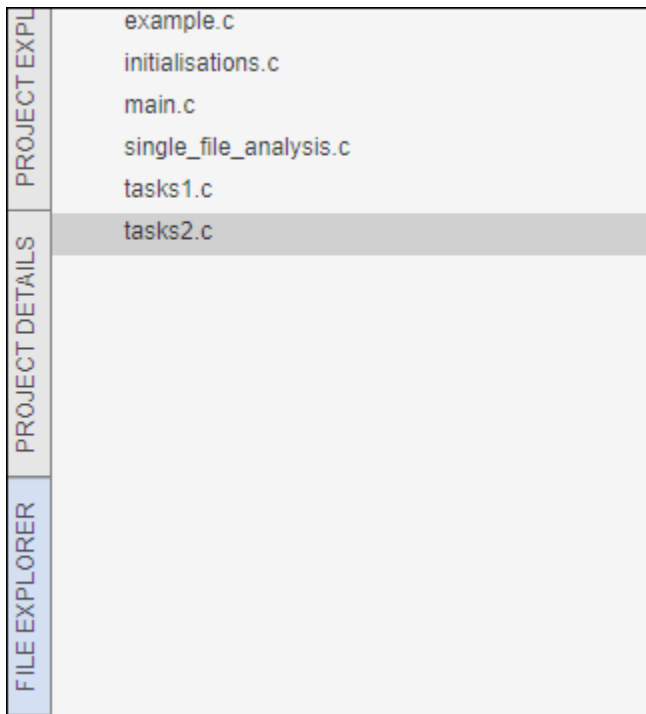 example.c
initialisations.c
main.c
single_file_analysis.c
tasks1.c
tasks2.c
PROJECT EXPL
PROJECT DETAILS
FILE EXPLORER